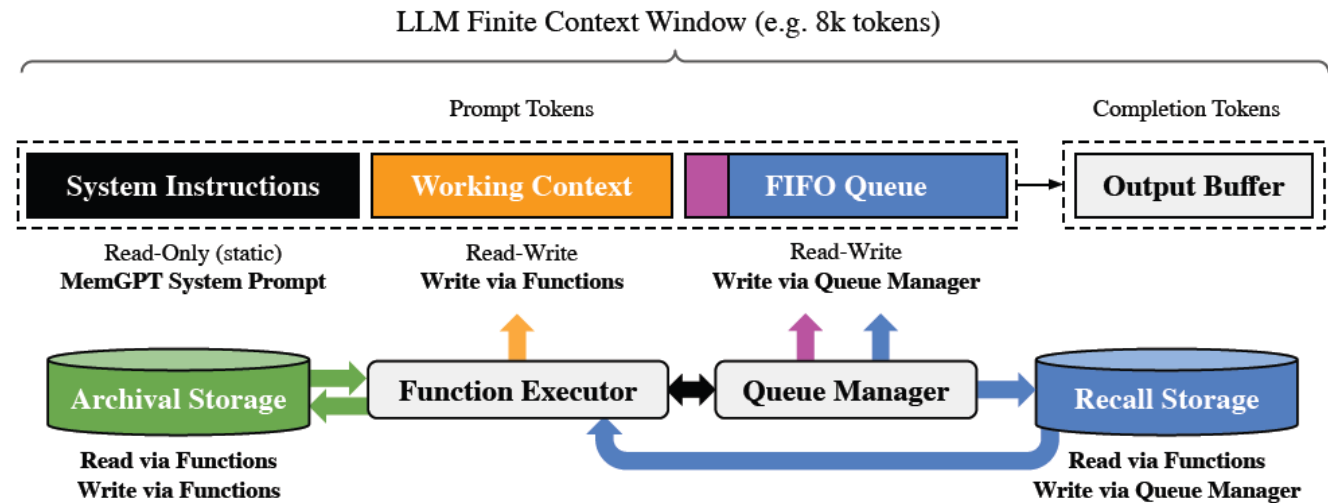 LLM Finite Context Window (e.g. 8k tokens)
Prompt Tokens
Completion Tokens
System Instructions
Working Context
FIFO Queue
Output Buffer
Read-Only (static)
MemGPT System Prompt
Read-Write
Write via Functions
Read-Write
Write via Queue Manager
Archival Storage
Function Executor
Queue Manager
Recall Storage
Read via Functions
Write via Functions
Read via Functions
Write via Queue Manager